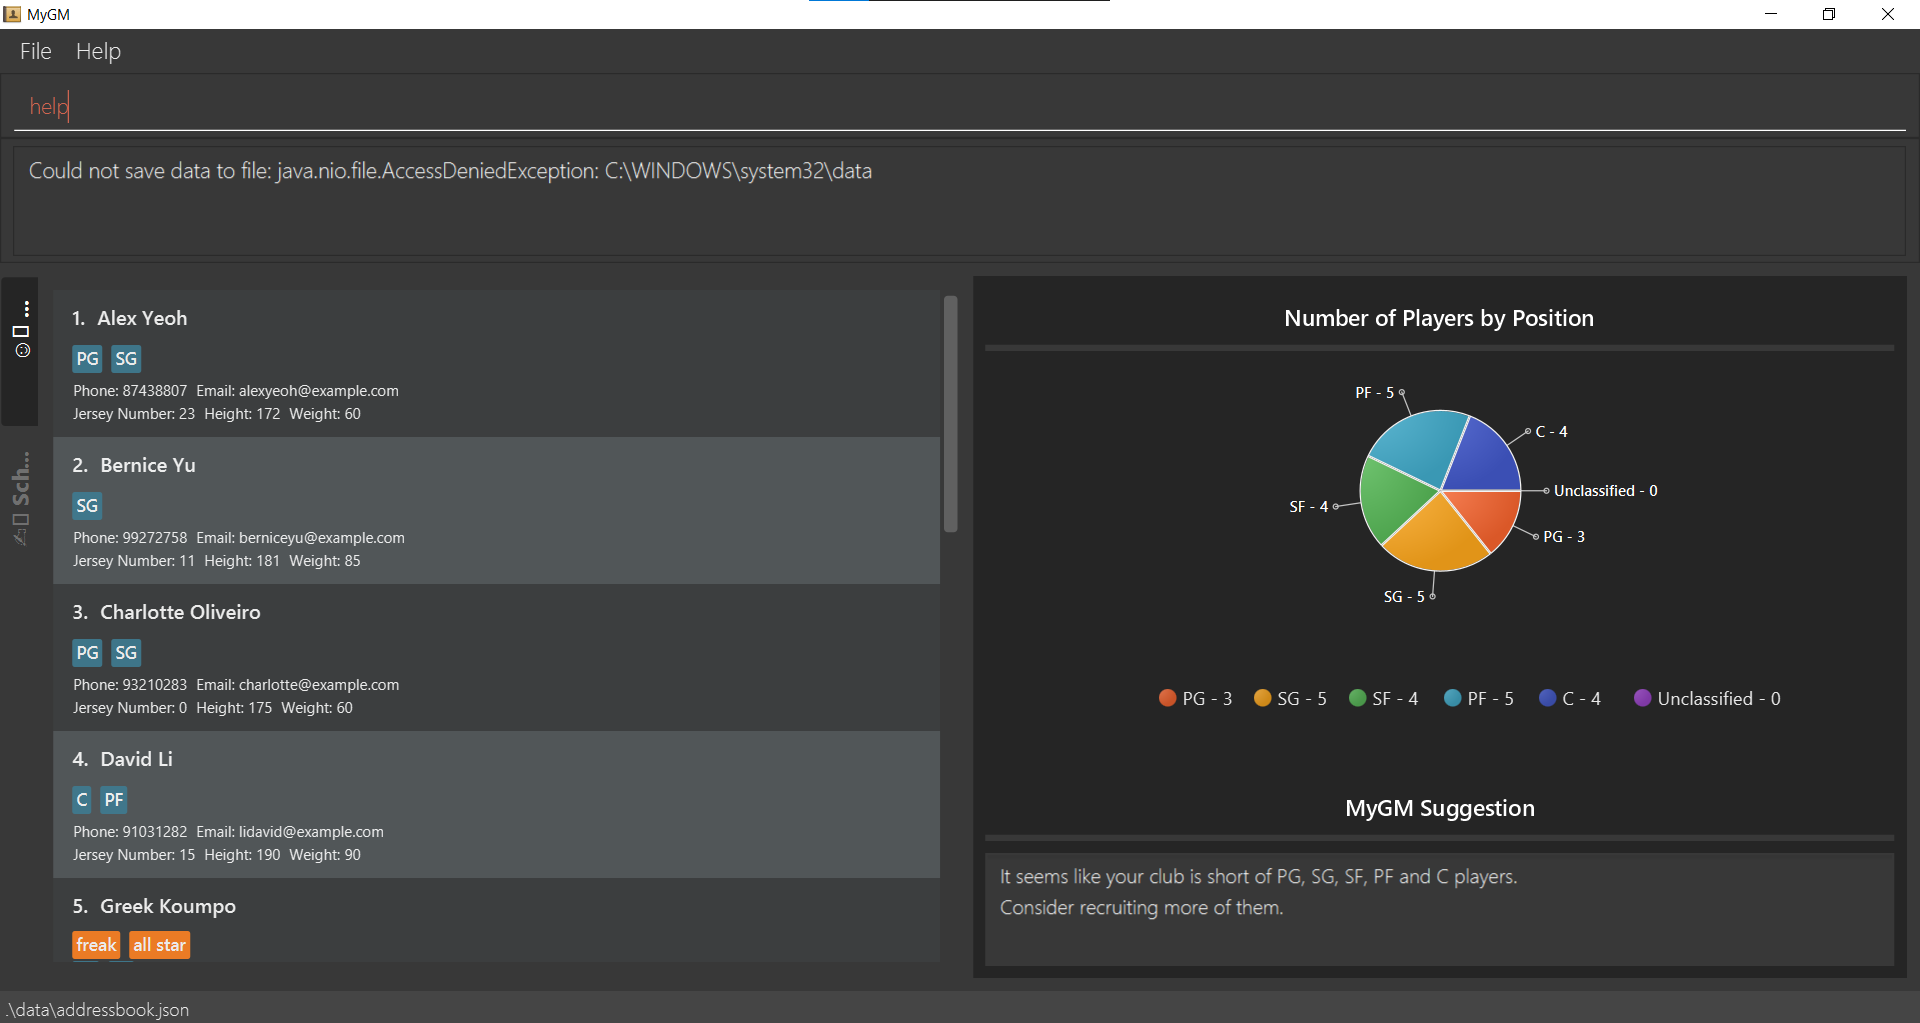 MyGM
File Help
help
Could not save data to file: java.nio.file.AccessDeniedException: C:\WINDOWS\system32\data
...
Sch...
1. Alex Yeoh
PG SG
Phone: 87438807 Email: alexyeoh@example.com
Jersey Number: 23 Height: 172 Weight: 60
2. Bernice Yu
SG
Phone: 99272758 Email: berniceyu@example.com
Jersey Number: 11 Height: 181 Weight: 85
3. Charlotte Oliveiro
PG SG
Phone: 93210283 Email: charlotte@example.com
Jersey Number: 0 Height: 175 Weight: 60
4. David Li
C PF
Phone: 91031282 Email: lidavid@example.com
Jersey Number: 15 Height: 190 Weight: 90
5. Greek Koumpo
freak all star
Number of Players by Position
PF - 5
C - 4
Unclassified - 0
SF - 4
PG - 3
SG - 5
PG - 3 SG - 5 SF - 4 PF - 5 C - 4 Unclassified - 0
MyGM Suggestion
It seems like your club is short of PG, SG, SF, PF and C players.
Consider recruiting more of them.
.\data\addressbook.json